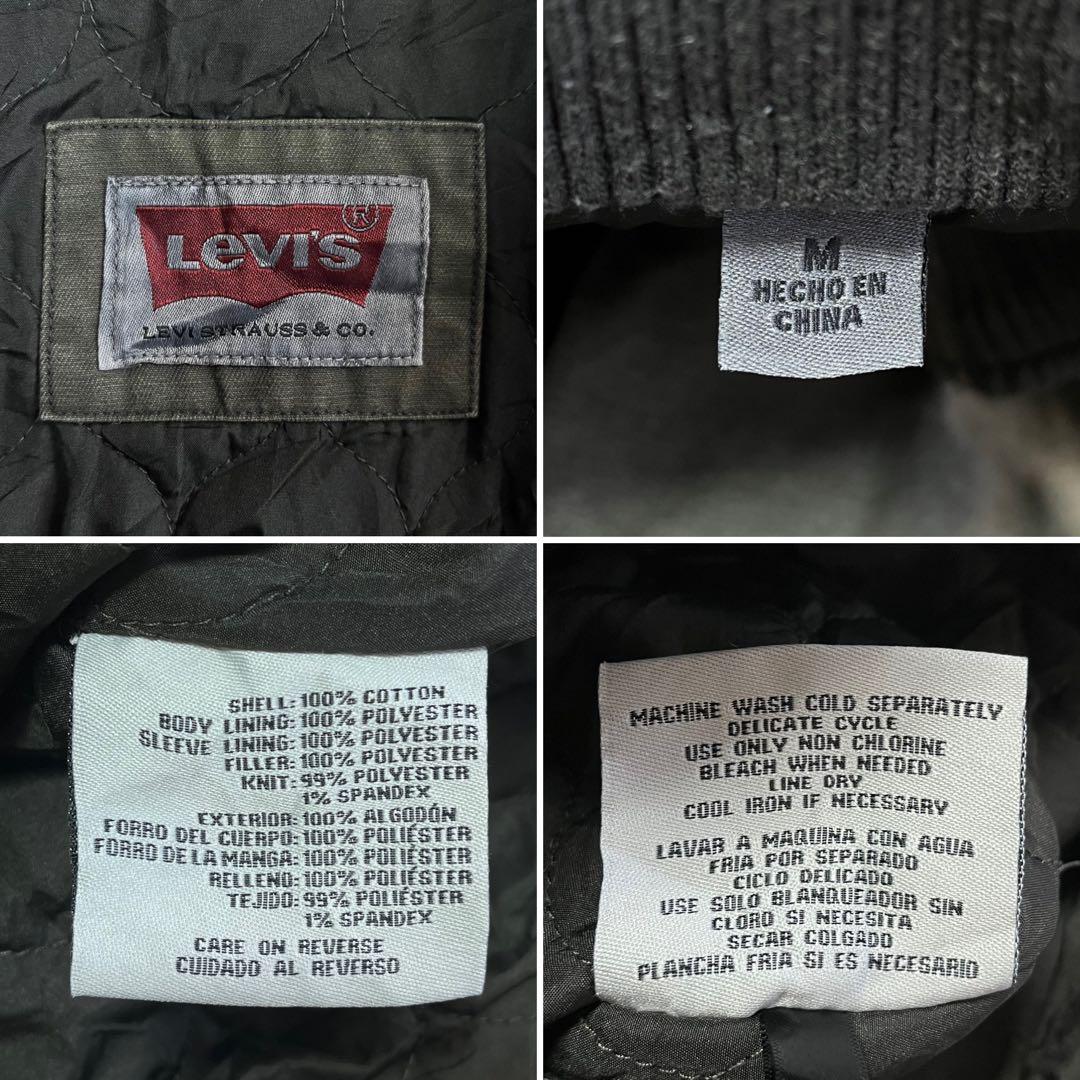 LEVI'S ®
LEVI STRAUSS & CO.
M
HECHO EN
CHINA
SHELL: 100% COTTON
BODY LINING: 100% POLYESTER
SLEEVE LINING: 100% POLYESTER
FILLER: 100% POLYESTER
KNIT: 99% POLYESTER
1% SPANDEX
EXTERIOR: 100% ALGODÓN
FORRO DEL CUERPO: 100% POLIÉSTER
FORRO DE LA MANGA: 100% POLIÉSTER
RELLENO: 100% POLIÉSTER
TEJIDO: 99% POLIÉSTER
1% SPANDEX
CARE ON REVERSE
CUIDADO AL REVERSO
MACHINE WASH COLD SEPARATELY
DELICATE CYCLE
USE ONLY NON CHLORINE
BLEACH WHEN NEEDED
LINE DRY
COOL IRON IF NECESSARY
LAVAR A MAQUINA CON AGUA
FRIA POR SEPARADO
CICLO DELICADO
USE SOLO BLANQUEADOR SIN
CLORO SI NECESITA
SECAR COLGADO
PLANCHA FRIA SI ES NECESARIO